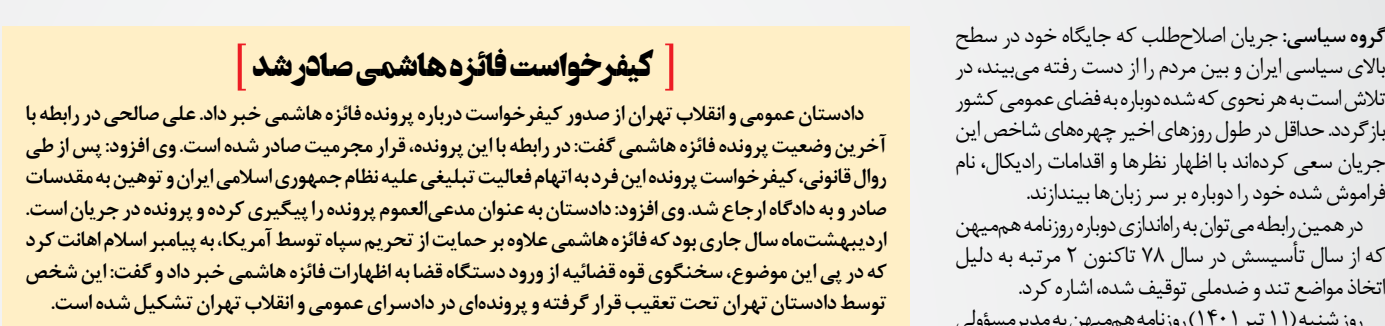 گروه سیاسی: جریان اصلاح‌طلب که جایگاه خود در سطح
بالای سیاسی ایران و بین مردم را از دست رفته می‌بیند، در
تلاش است به هر نحوی که شده دوباره به فضای عمومی کشور
بازگردد. حداقل در طول روزهای اخیر چهره‌های شاخص این
جریان سعی کرده‌اند با اظهار نظرها و اقدامات رادیکال، نام
فراموش شده خود را دوباره بر سر زبان‌ها بیندازند.
در همین رابطه می‌توان به راه‌اندازی دوباره روزنامه هم‌میهن
که از سال تأسیسش در سال ۷۸ تاکنون ۲ مرتبه به دلیل
اتخاذ مواضع تند و ضدملی توقیف شده، اشاره کرد.
روز شنبه (۱۱ تیر ۱۴۰۱) روزنامه هم‌میهن به مدیرمسؤولی
[ کیفرخواست فائزه هاشمی صادر شد ]
دادستان عمومی و انقلاب تهران از صدور کیفرخواست درباره پرونده فائزه هاشمی خبر داد. علی صالحی در رابطه با
آخرین وضعیت پرونده فائزه هاشمی گفت: در رابطه با این پرونده، قرار مجرمیت صادر شده است. وی افزود: پس از طی
روال قانونی، کیفرخواست پرونده این فرد به اتهام فعالیت تبلیغی علیه نظام جمهوری اسلامی ایران و توهین به مقدسات
صادر و به دادگاه ارجاع شد. وی افزود: دادستان به عنوان مدعی‌العموم پرونده را پیگیری کرده و پرونده در جریان است.
اردیبهشت‌ماه سال جاری بود که فائزه هاشمی علاوه بر حمایت از تحریم سپاه توسط آمریکا، به پیامبر اسلام اهانت کرد
که در پی این موضوع، سخنگوی قوه قضائیه از ورود دستگاه قضا به اظهارات فائزه هاشمی خبر داد و گفت: این شخص
توسط دادستان تهران تحت تعقیب قرار گرفته و پرونده‌ای در دادسرای عمومی و انقلاب تهران تشکیل شده است.